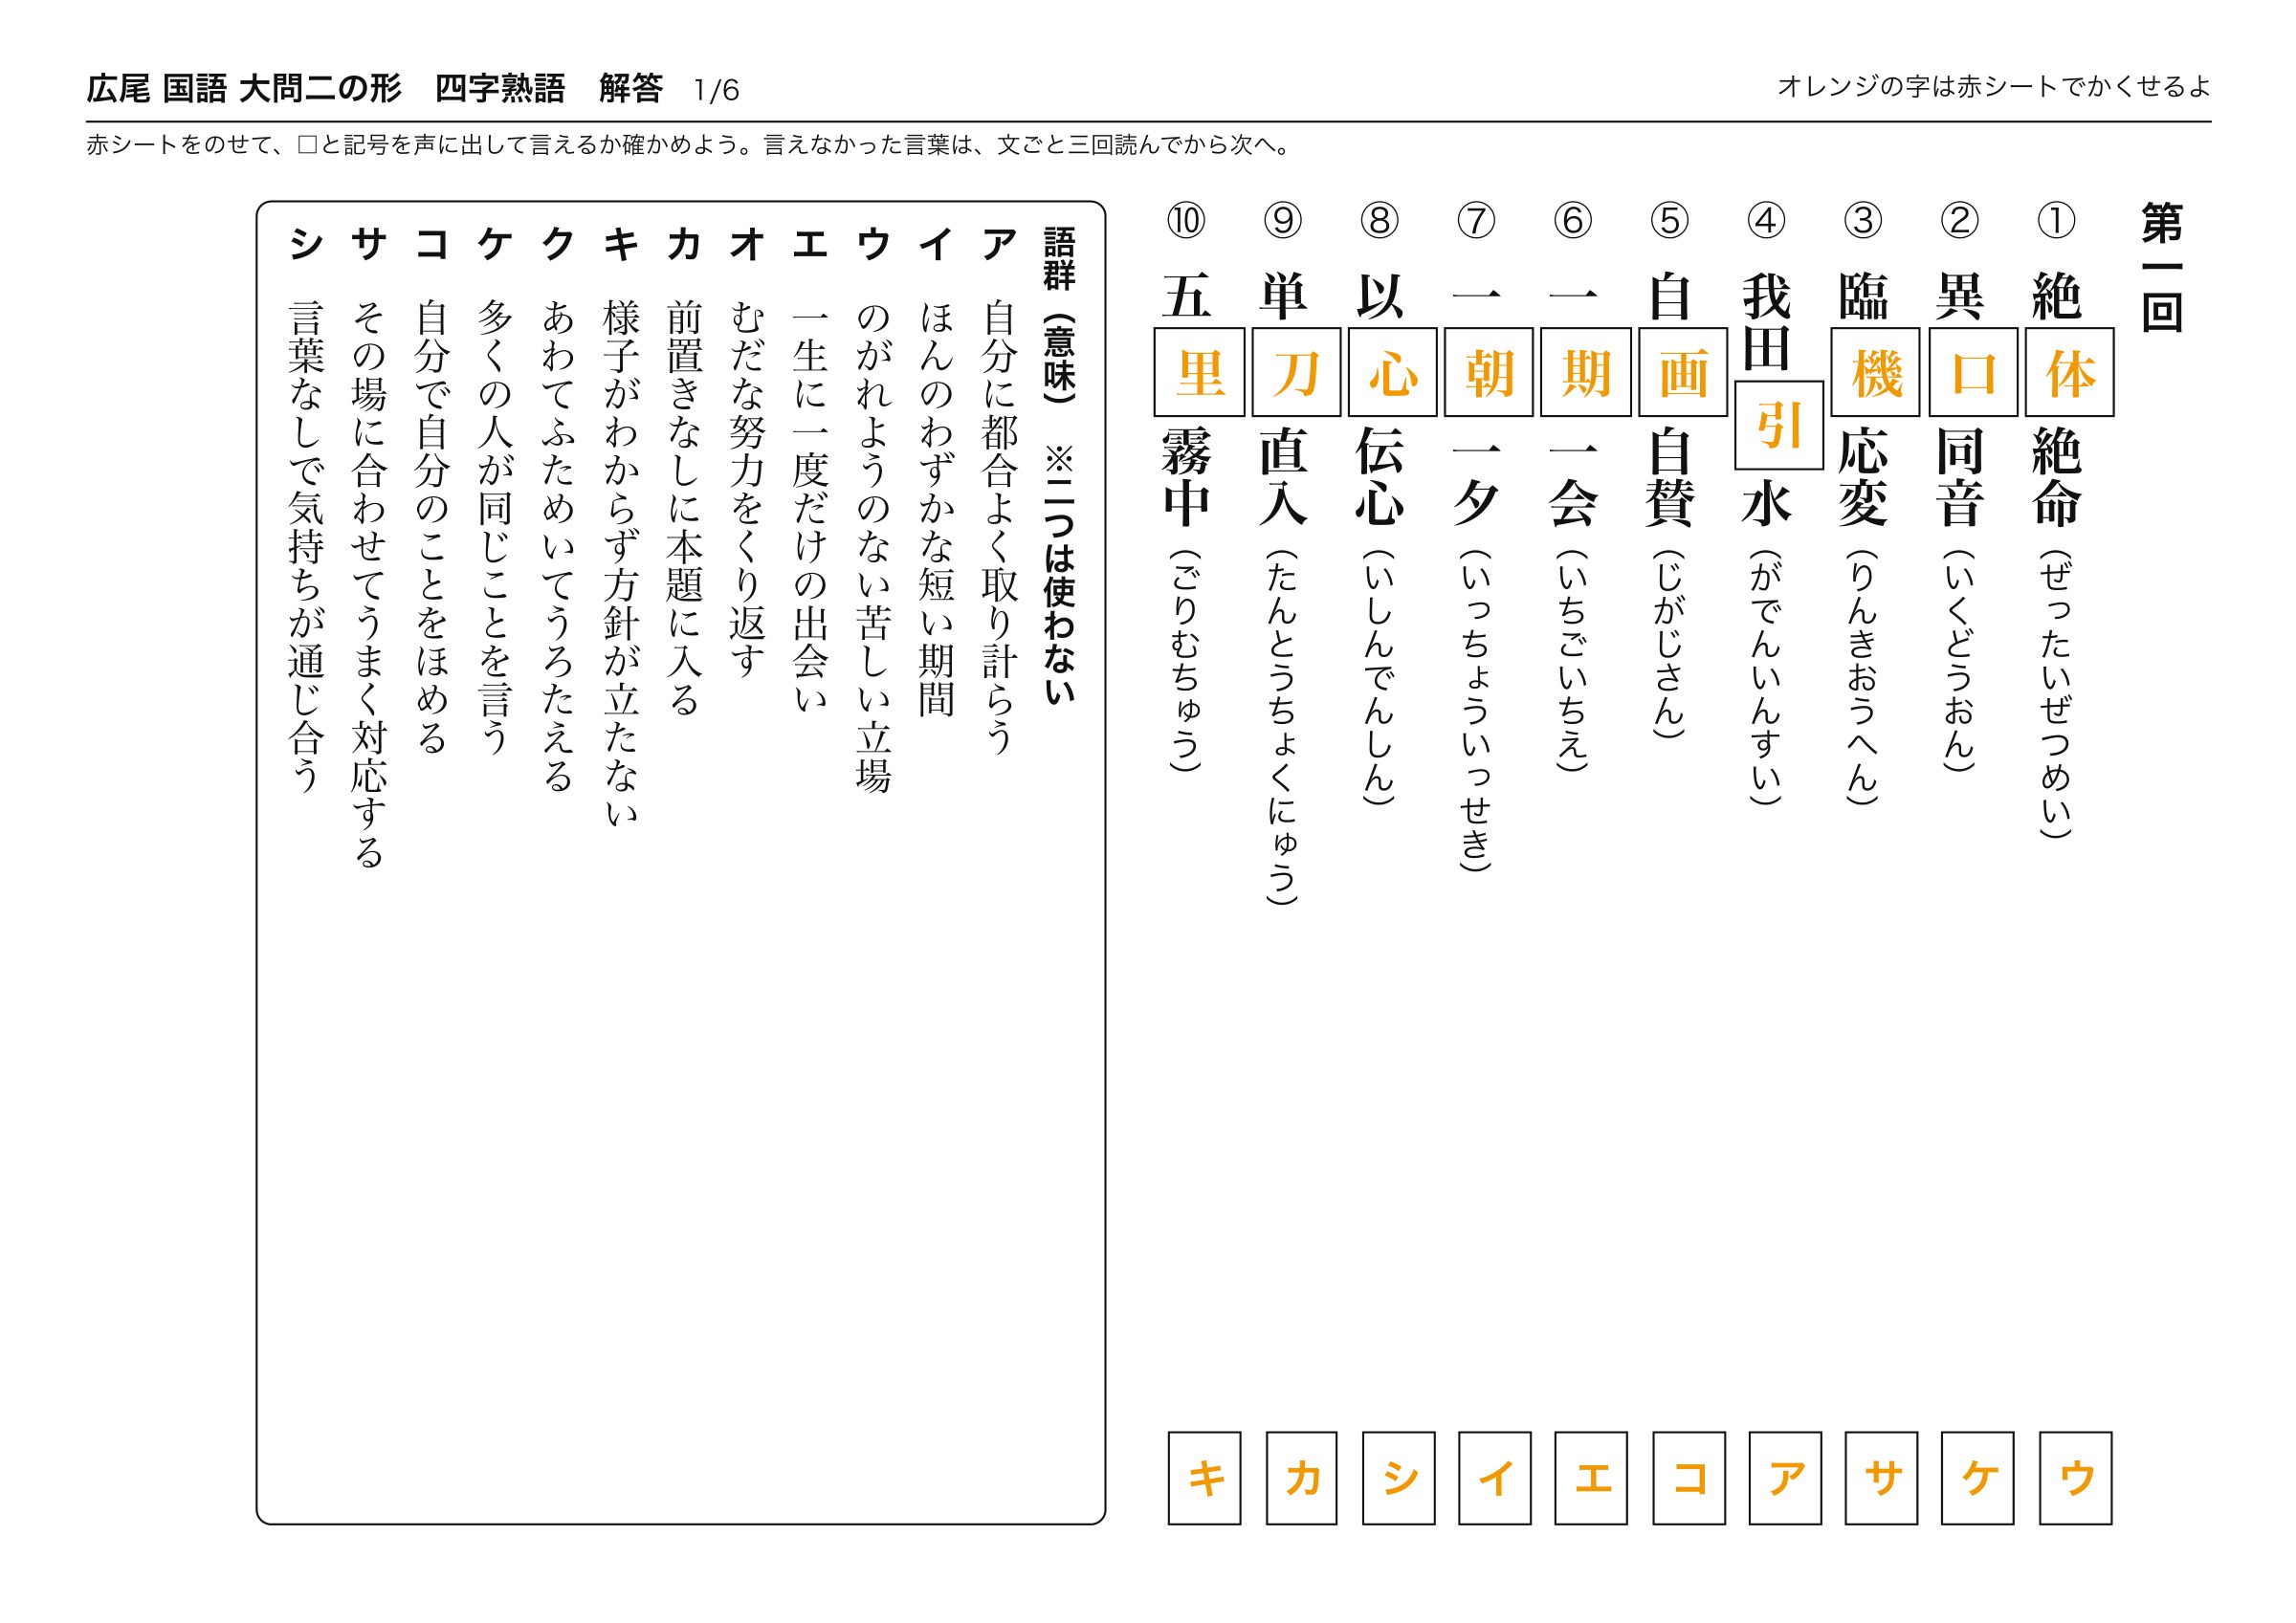 広尾 国語 大問二の形　四字熟語　解答　1/6
オレンジの字は赤シートでかくせるよ
赤シートをのせて、□と記号を声に出して言えるか確かめよう。言えなかった言葉は、文ごと三回読んでから次へ。
第一回
① 絶体絶命（ぜったいぜつめい） ウ
② 異口同音（いくどうおん） ケ
③ 臨機応変（りんきおうへん） サ
④ 我田引水（がでんいんすい） ア
⑤ 自画自賛（じがじさん） コ
⑥ 一期一会（いちごいちえ） エ
⑦ 一朝一夕（いっちょういっせき） イ
⑧ 以心伝心（いしんでんしん） シ
⑨ 単刀直入（たんとうちょくにゅう） カ
⑩ 五里霧中（ごりむちゅう） キ
語群（意味）　※二つは使わない
ア　自分に都合よく取り計らう
イ　ほんのわずかな短い期間
ウ　のがれようのない苦しい立場
エ　一生に一度だけの出会い
オ　むだな努力をくり返す
カ　前置きなしに本題に入る
キ　様子がわからず方針が立たない
ク　あわてふためいてうろたえる
ケ　多くの人が同じことを言う
コ　自分で自分のことをほめる
サ　その場に合わせてうまく対応する
シ　言葉なしで気持ちが通じ合う